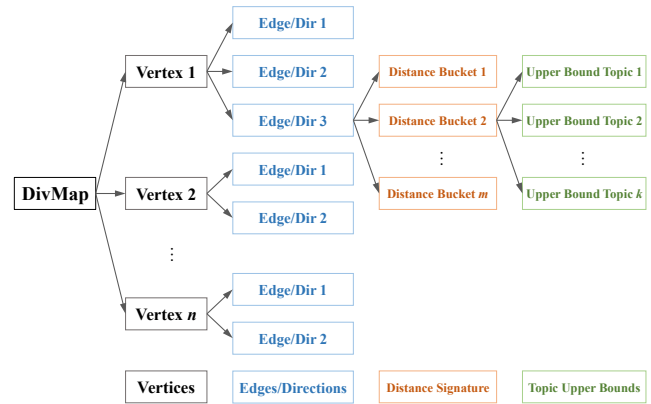 Edge/Dir 1
Vertex 1
Edge/Dir 2
Distance Bucket 1
Upper Bound Topic 1
Edge/Dir 3
Distance Bucket 2
Upper Bound Topic 2
⋮
⋮
Edge/Dir 1
DivMap
Vertex 2
Distance Bucket m
Upper Bound Topic k
Edge/Dir 2
⋮
Edge/Dir 1
Vertex n
Edge/Dir 2
Vertices
Edges/Directions
Distance Signature
Topic Upper Bounds